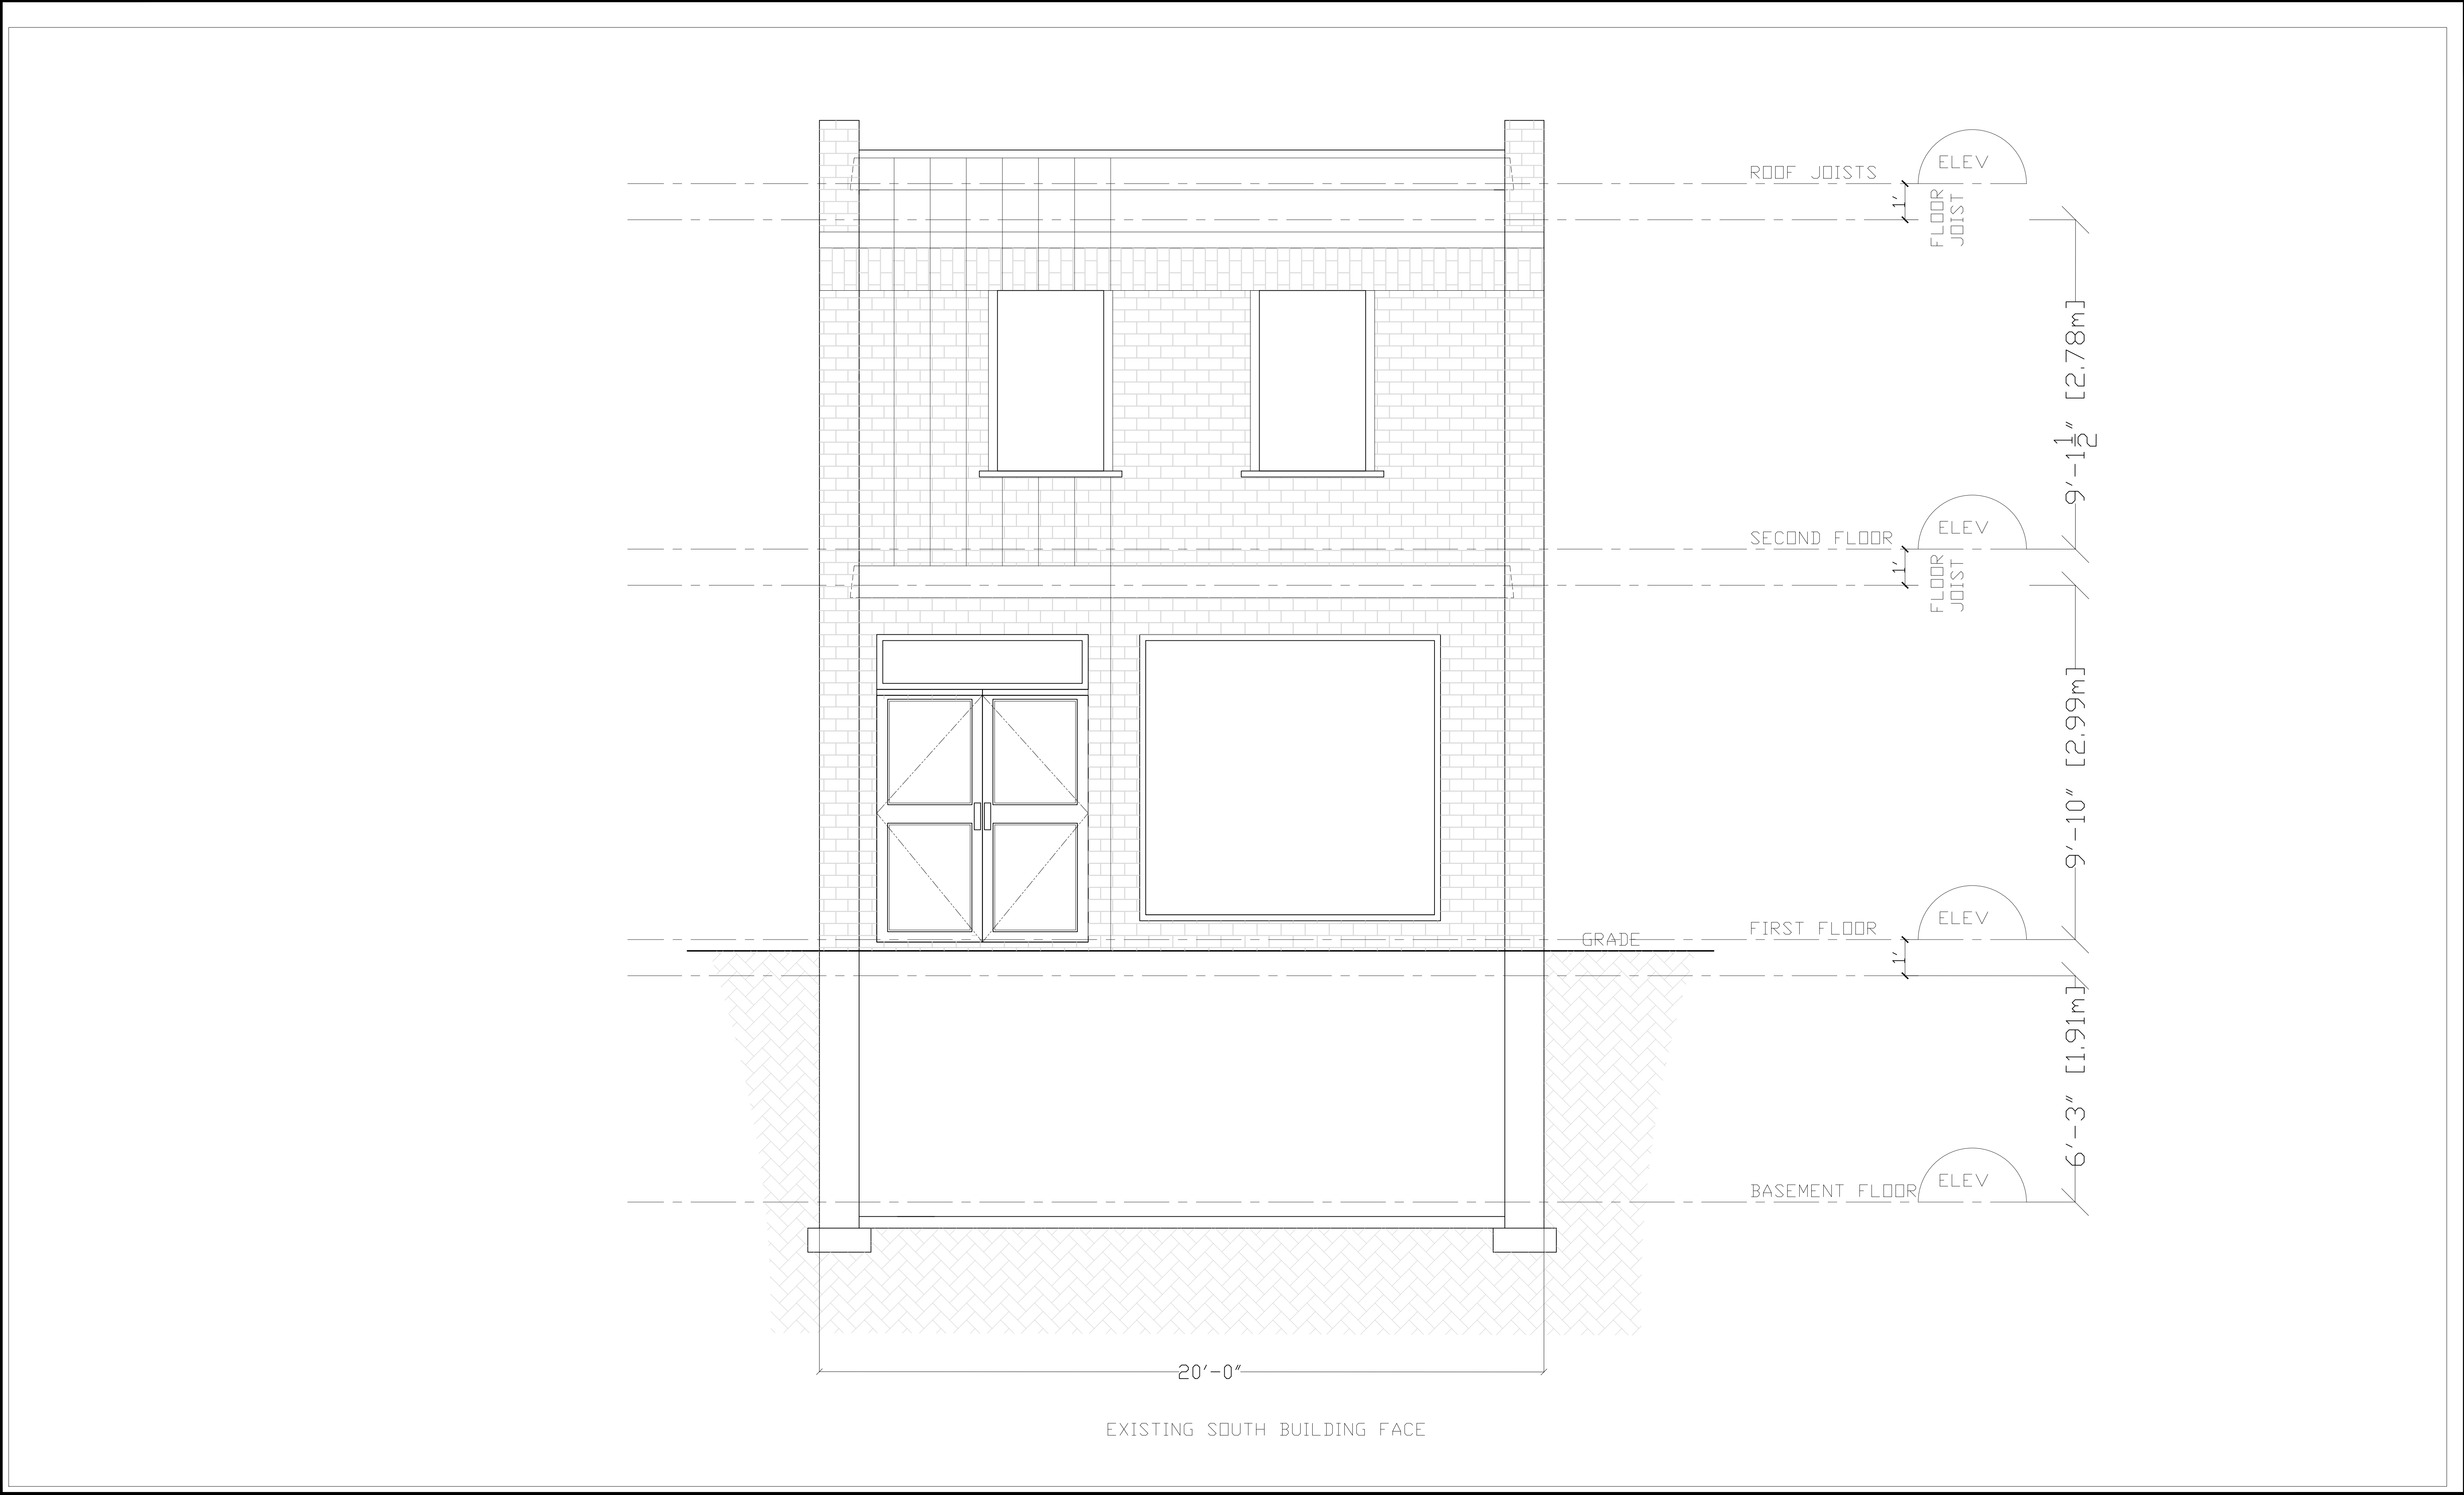 ROOF JOISTS
ELEV
1'
FLOOR
JOIST
9'-1 1/2" [2.78m]
SECOND FLOOR
ELEV
1'
FLOOR
JOIST
9'-10" [2.99m]
GRADE
FIRST FLOOR
ELEV
1'
6'-3" [1.91m]
BASEMENT FLOOR
ELEV
20'-0"
EXISTING SOUTH BUILDING FACE